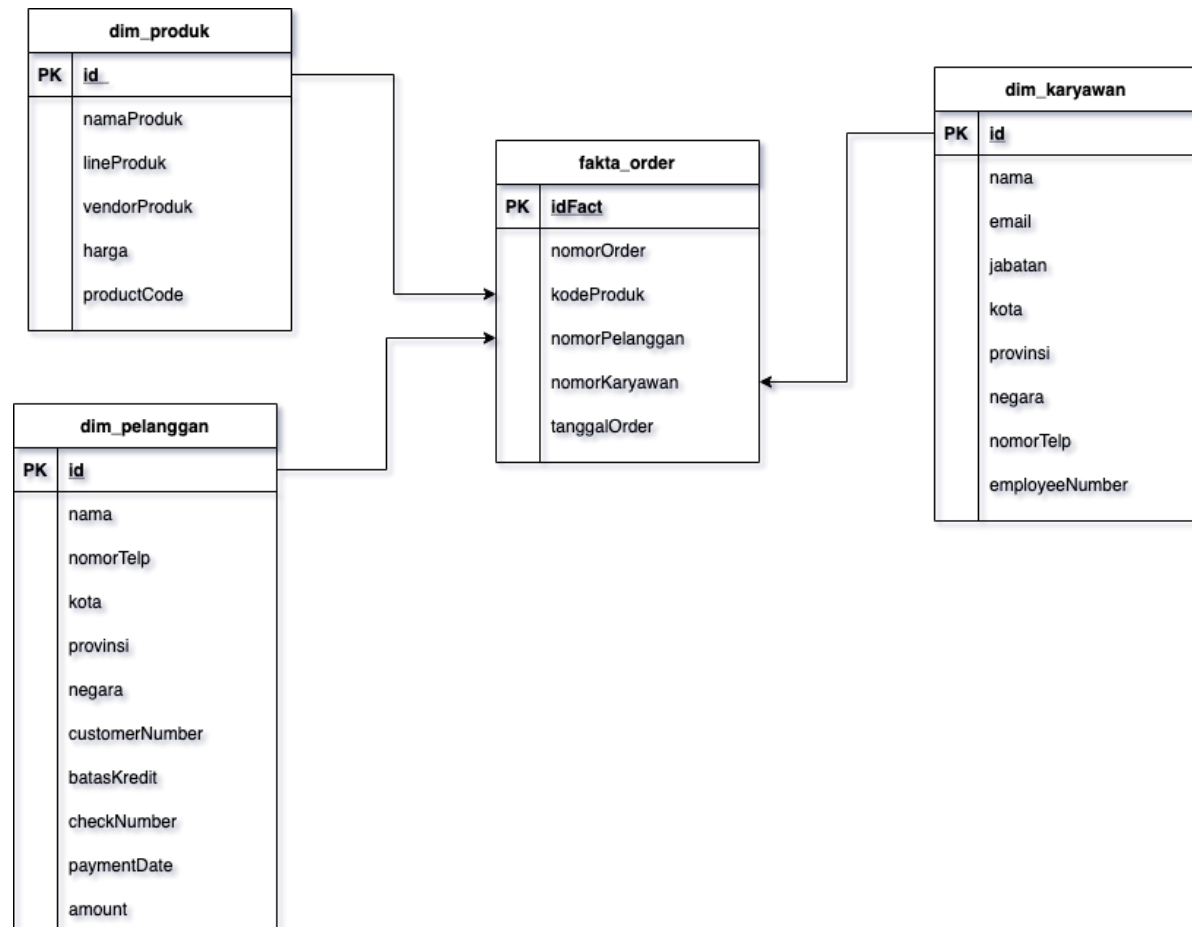 dim_produk
PK id_
namaProduk
lineProduk
vendorProduk
harga
productCode
dim_pelanggan
PK id
nama
nomorTelp
kota
provinsi
negara
customerNumber
batasKredit
checkNumber
paymentDate
amount
fakta_order
PK idFact
nomorOrder
kodeProduk
nomorPelanggan
nomorKaryawan
tanggalOrder
dim_karyawan
PK id
nama
email
jabatan
kota
provinsi
negara
nomorTelp
employeeNumber